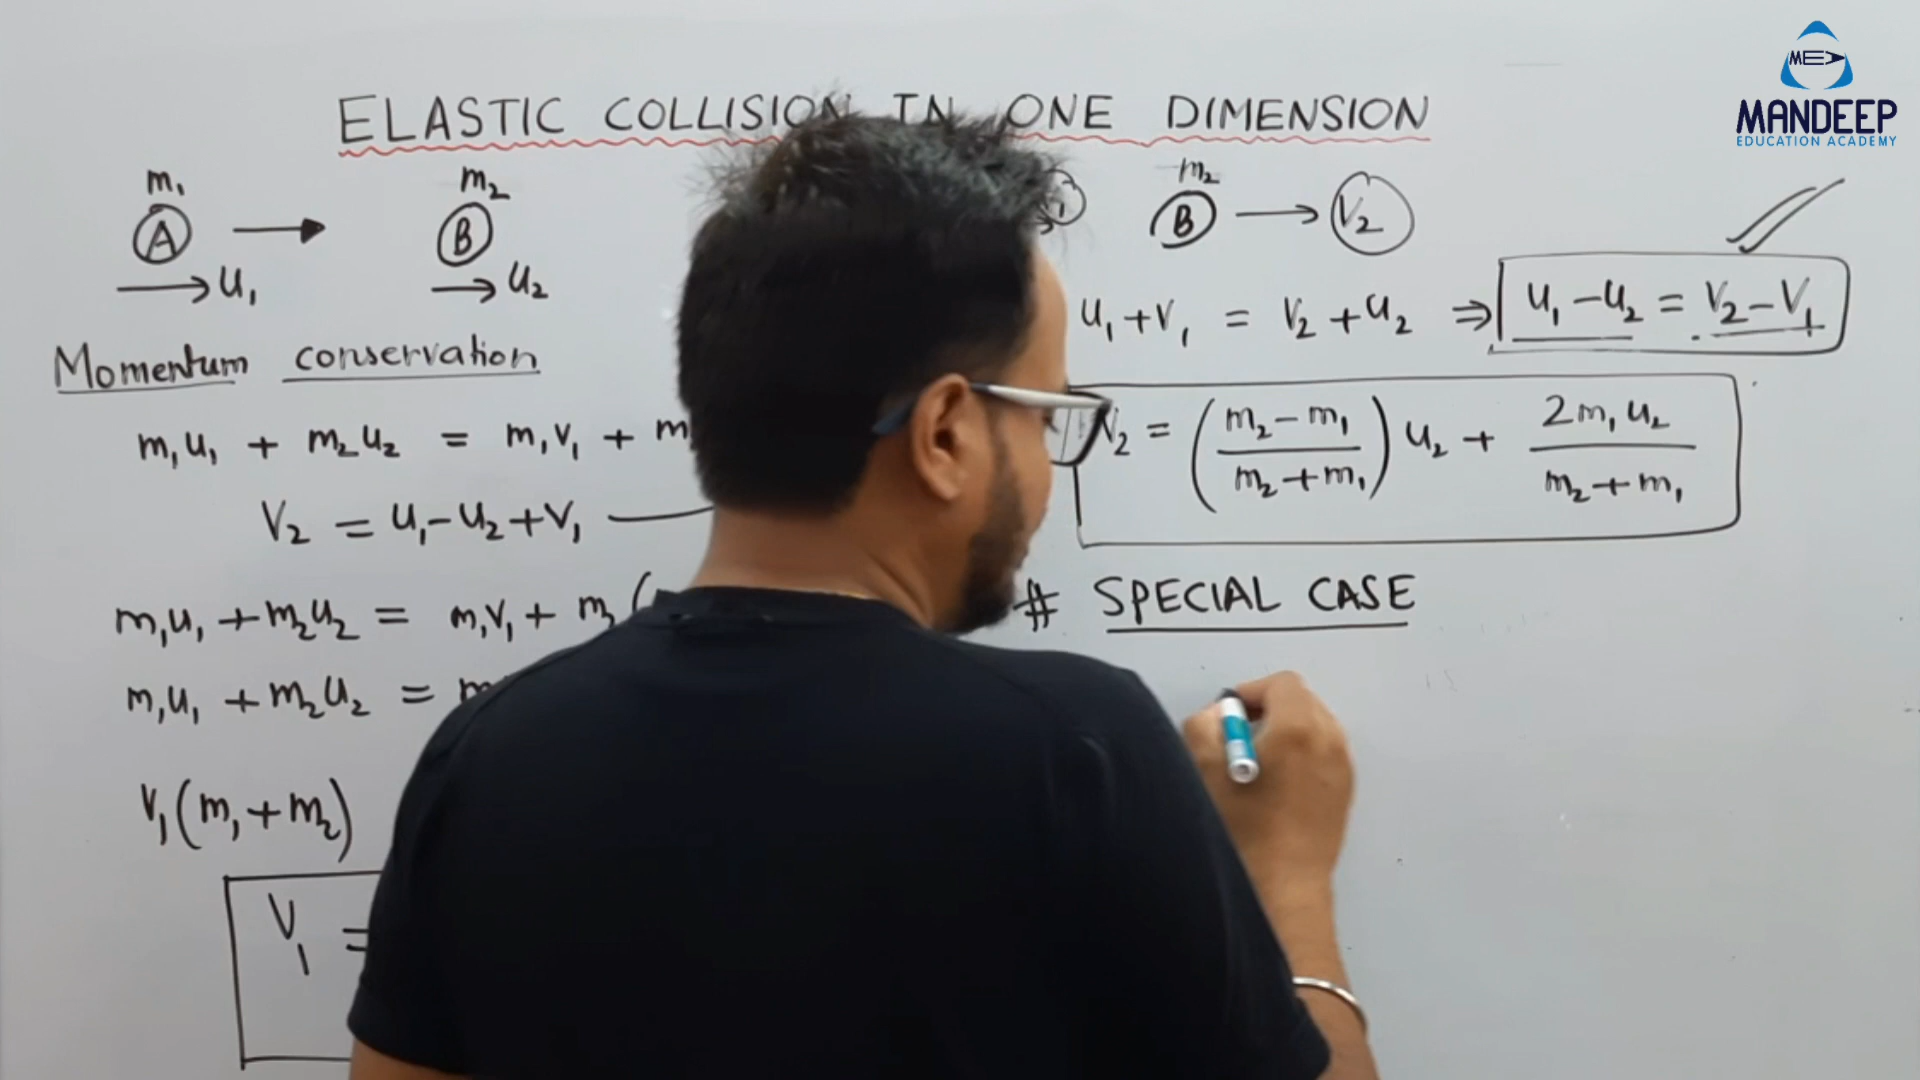 MEA
MANDEEP
EDUCATION ACADEMY
ELASTIC COLLISION IN ONE DIMENSION
m₁ m₂ m₂
A B B → V₂
→ u₁ → u₂
u₁ + v₁ = v₂ + u₂ ⇒ u₁ - u₂ = v₂ - v₁
Momentum conservation
m₁u₁ + m₂u₂ = m₁v₁ + m
v₂ = u₁ - u₂ + v₁
m₁u₁ + m₂u₂ = m₁v₁ + m₂ (
m₁u₁ + m₂u₂ = m
v₁ (m₁ + m₂)
V₁ =
V₂ = (m₂ - m₁ / m₂ + m₁) u₂ + 2m₁u₂ / m₂ + m₁
# SPECIAL CASE